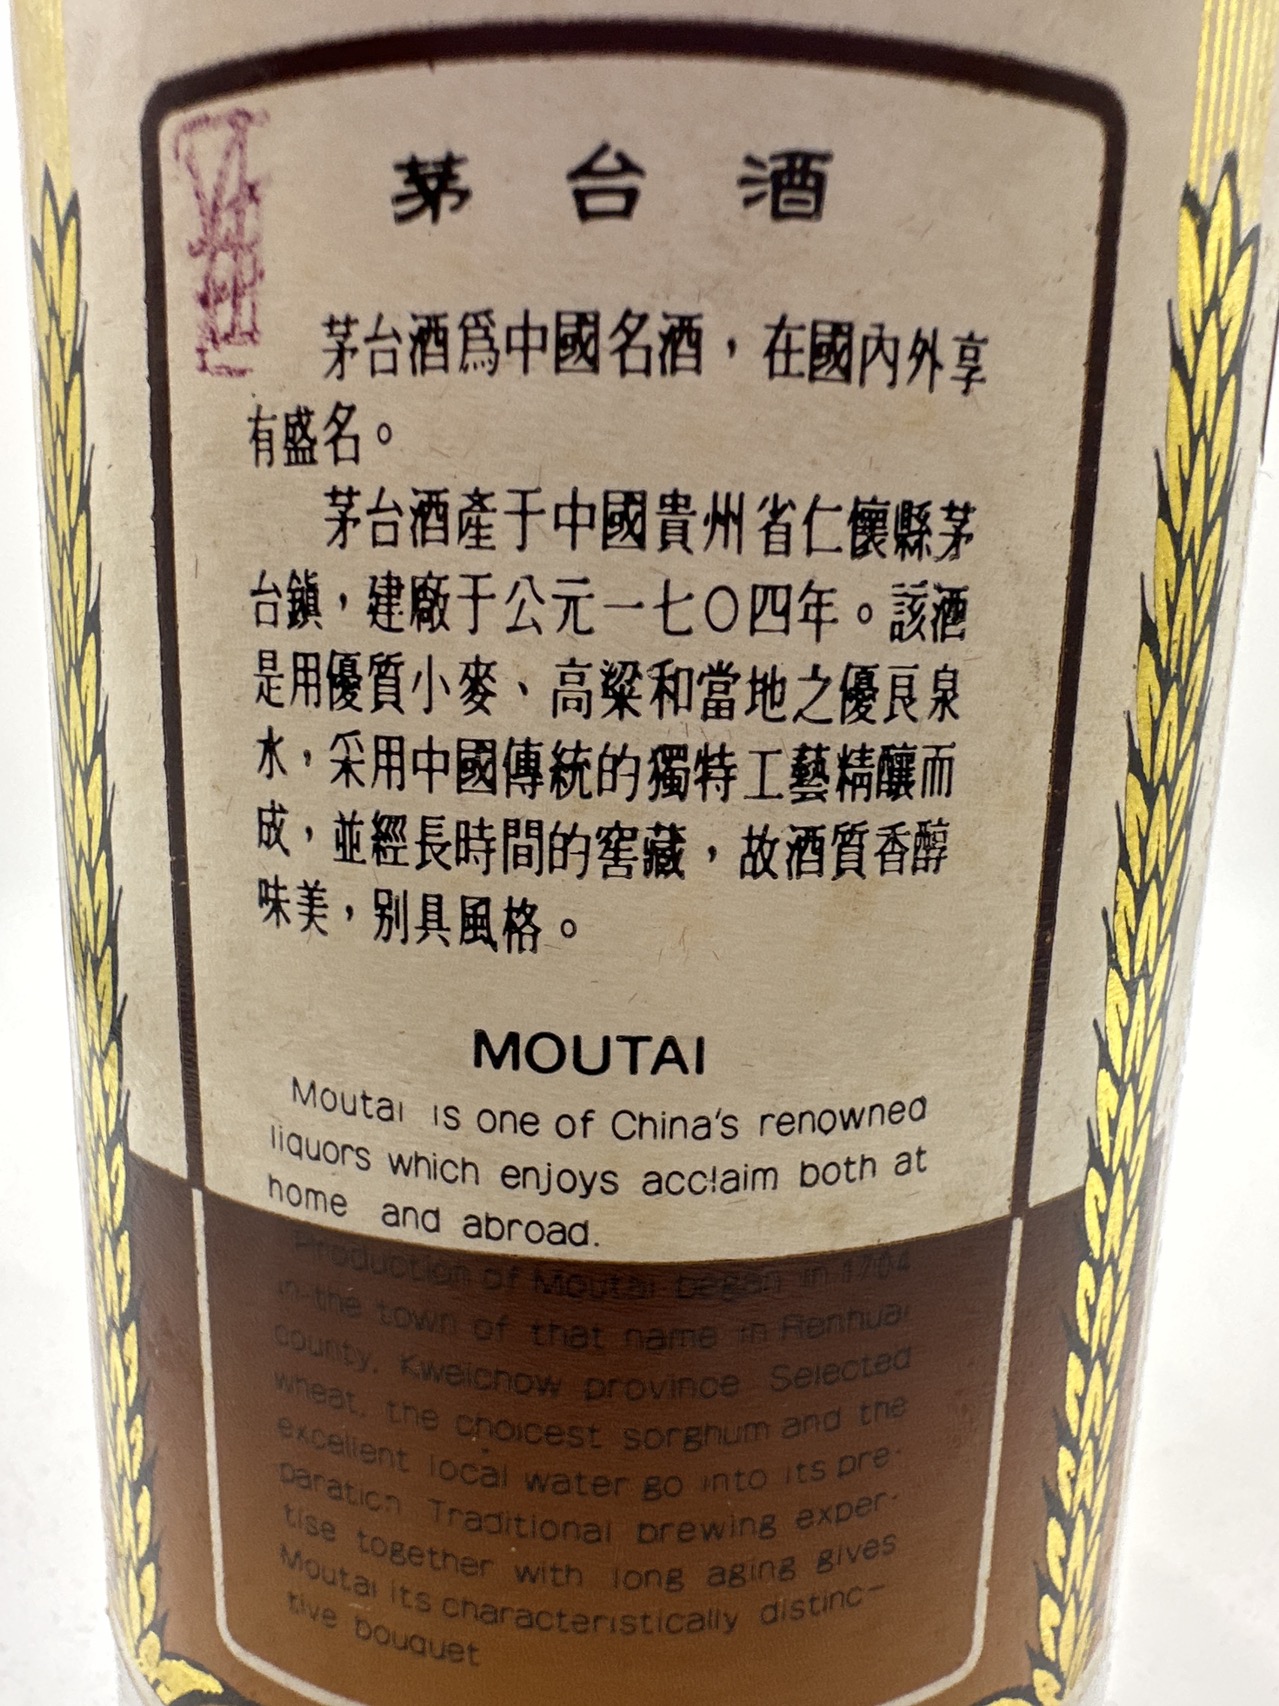 茅台酒
茅台酒爲中國名酒，在國內外享
有盛名。
茅台酒產于中國貴州省仁懷縣茅
台鎮，建廠于公元一七〇四年。該酒
是用優質小麥、高粱和當地之優良泉
水，采用中國傳統的獨特工藝精釀而
成，並經長時間的窖藏，故酒質香醇
味美，别具風格。
MOUTAI
Moutai is one of China's renowned
liquors which enjoys acclaim both at
home and abroad.
Production of Moutai began in 1704
in the town of that name in Renhuai
county, Kweichow province Selected
wheat, the choicest sorghum and the
excellent local water go into its pre-
paration Traditional brewing exper-
tise together with long aging gives
Moutai its characteristically distinc-
tive bouquet